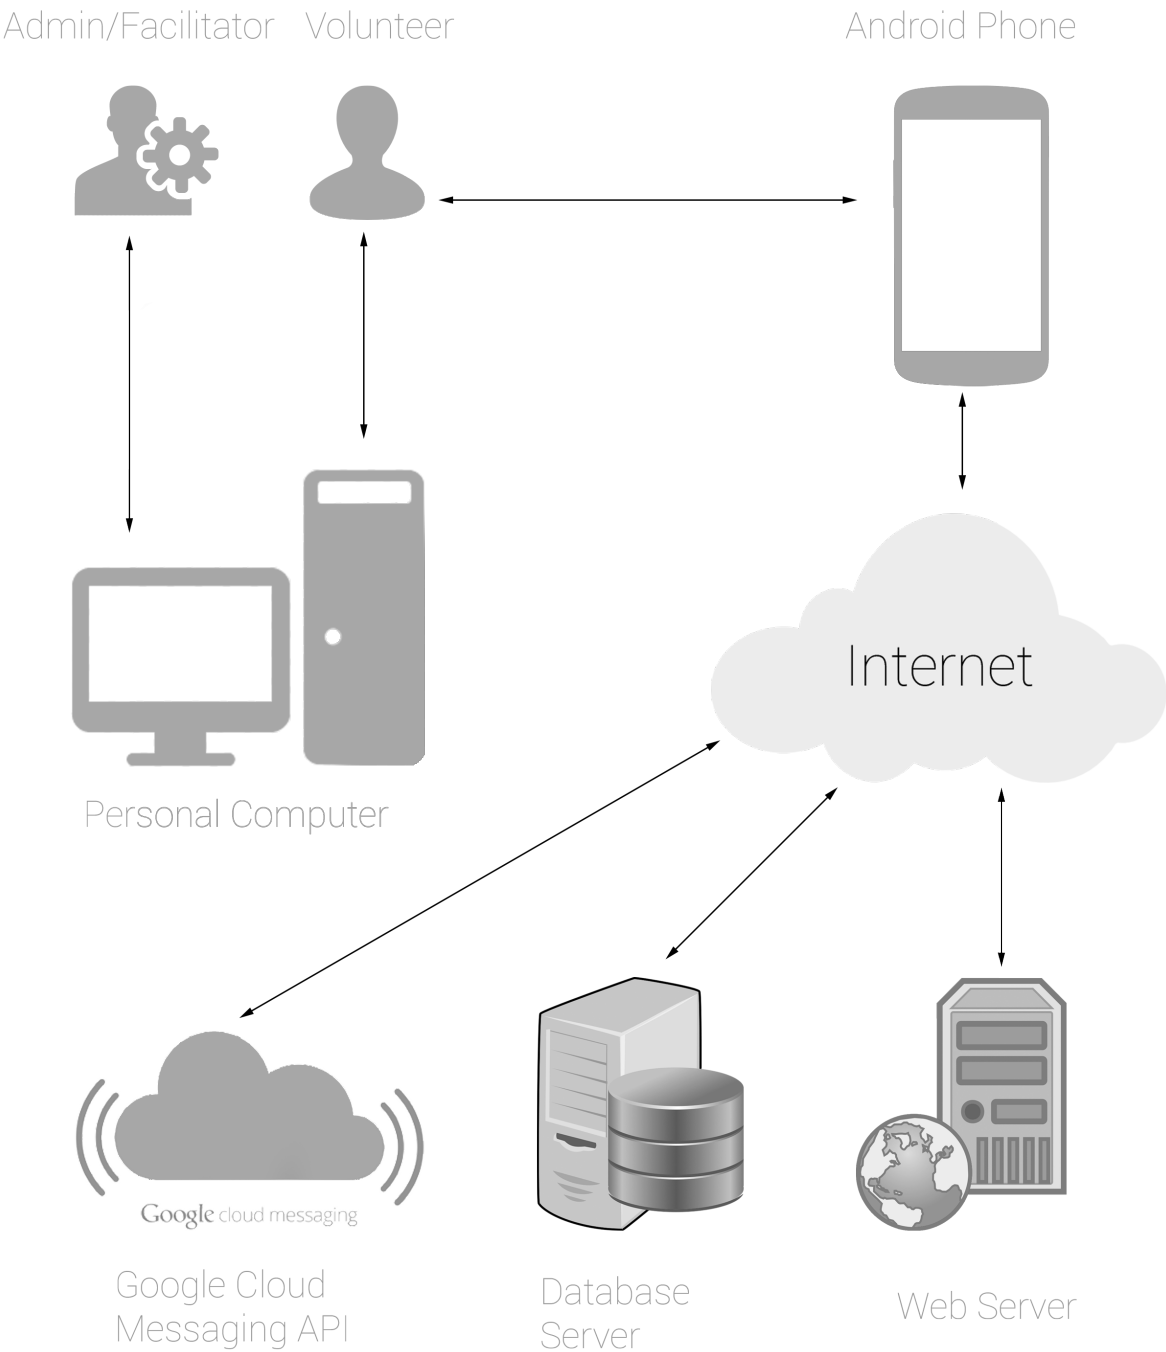 Admin/Facilitator
Volunteer
Android Phone
Internet
Personal Computer
Google cloud messaging
Google Cloud
Messaging API
Database
Server
Web Server